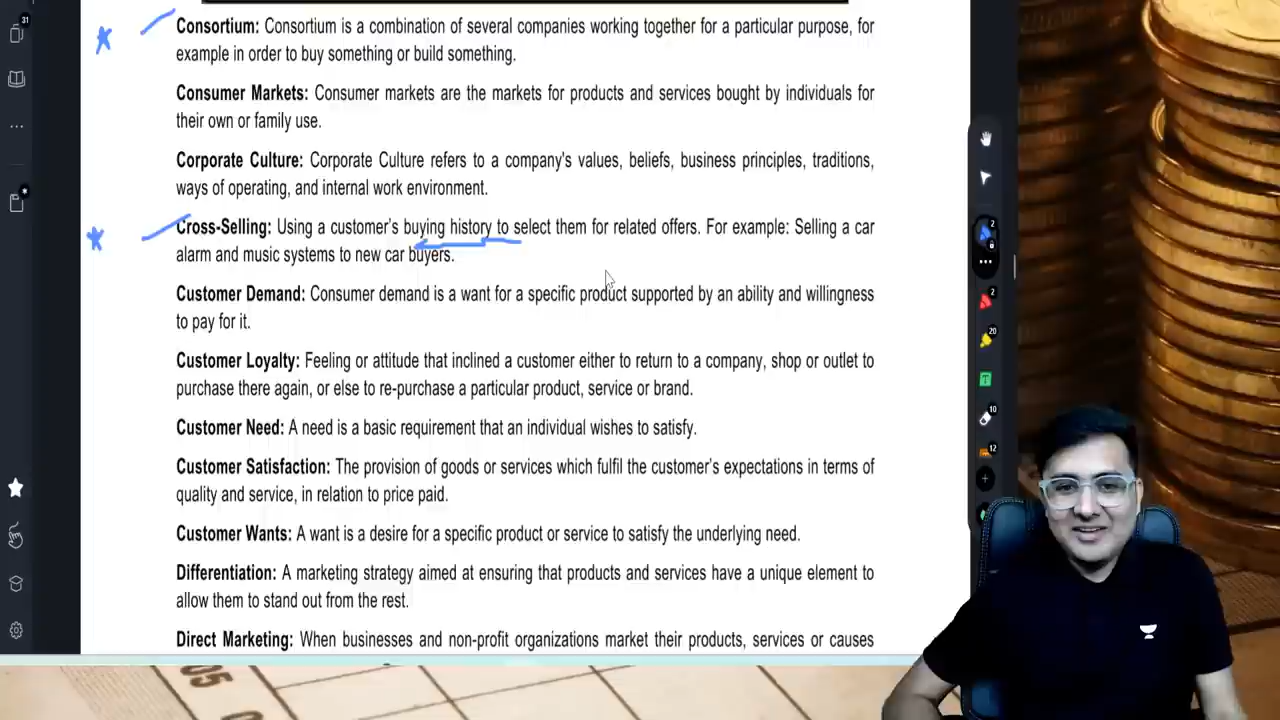 Consortium: Consortium is a combination of several companies working together for a particular purpose, for
example in order to buy something or build something.
Consumer Markets: Consumer markets are the markets for products and services bought by individuals for
their own or family use.
Corporate Culture: Corporate Culture refers to a company's values, beliefs, business principles, traditions,
ways of operating, and internal work environment.
Cross-Selling: Using a customer's buying history to select them for related offers. For example: Selling a car
alarm and music systems to new car buyers.
Customer Demand: Consumer demand is a want for a specific product supported by an ability and willingness
to pay for it.
Customer Loyalty: Feeling or attitude that inclined a customer either to return to a company, shop or outlet to
purchase there again, or else to re-purchase a particular product, service or brand.
Customer Need: A need is a basic requirement that an individual wishes to satisfy.
Customer Satisfaction: The provision of goods or services which fulfil the customer's expectations in terms of
quality and service, in relation to price paid.
Customer Wants: A want is a desire for a specific product or service to satisfy the underlying need.
Differentiation: A marketing strategy aimed at ensuring that products and services have a unique element to
allow them to stand out from the rest.
Direct Marketing: When businesses and non-profit organizations market their products, services or causes
31
2
2
20
T
10
12
05